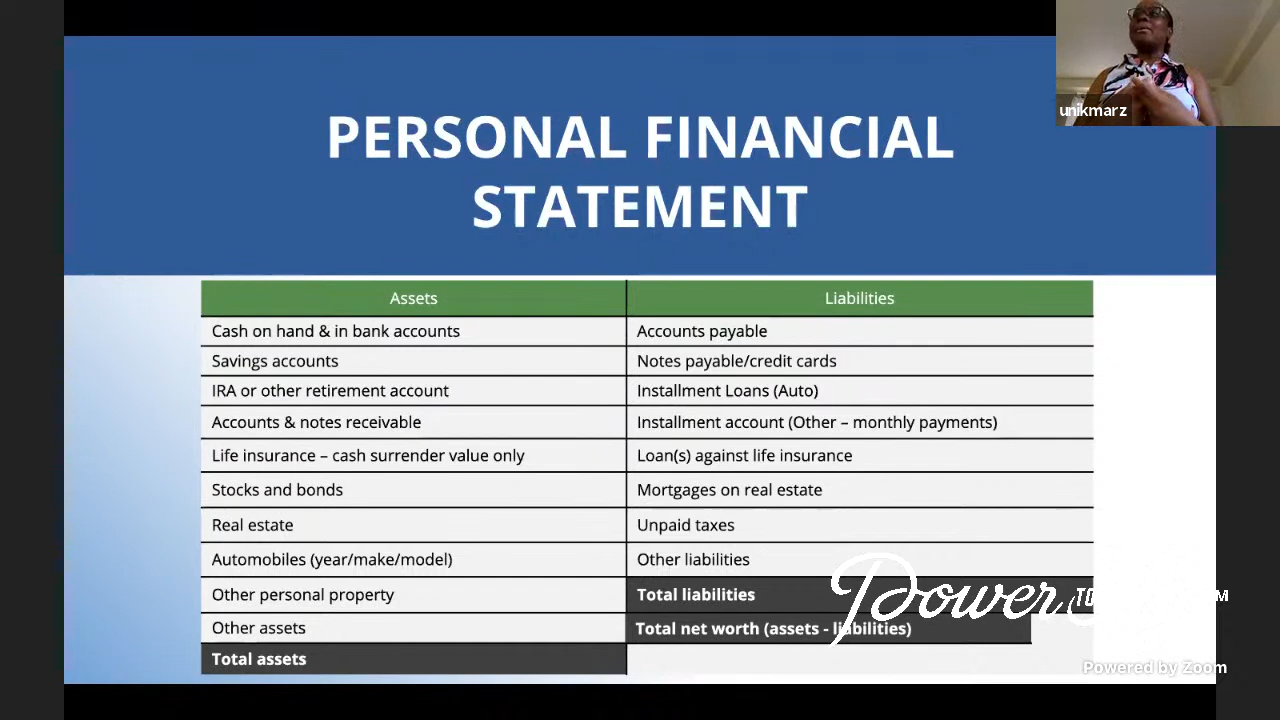 unikmarz
PERSONAL FINANCIAL
STATEMENT
Assets
Liabilities
Cash on hand & in bank accounts
Accounts payable
Savings accounts
Notes payable/credit cards
IRA or other retirement account
Installment Loans (Auto)
Accounts & notes receivable
Installment account (Other – monthly payments)
Life insurance – cash surrender value only
Loan(s) against life insurance
Stocks and bonds
Mortgages on real estate
Real estate
Unpaid taxes
Automobiles (year/make/model)
Other liabilities
Other personal property
Total liabilities
Power
TO
Other assets
Total net worth (assets - liabilities)
Total assets
Powered by Zoom